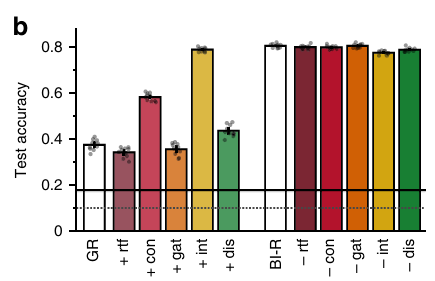 b
Test accuracy
0.8
0.6
0.4
0.2
0
GR
+ rtf
+ con
+ gat
+ int
+ dis
BI-R
– rtf
– con
– gat
– int
– dis